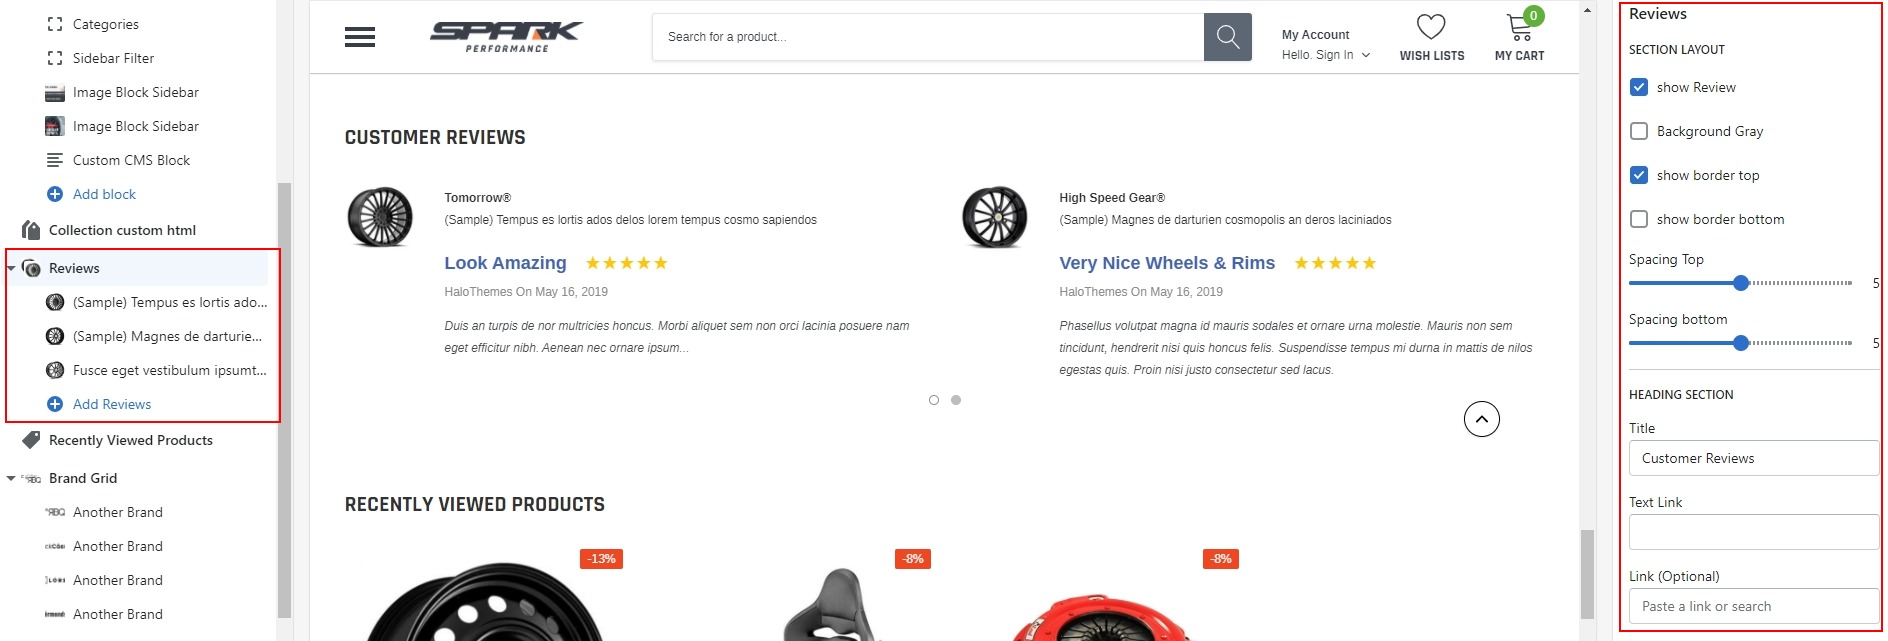 Categories
Sidebar Filter
Image Block Sidebar
Image Block Sidebar
Custom CMS Block
Add block
Collection custom html
Reviews
(Sample) Tempus es lortis ado...
(Sample) Magnes de darturie...
Fusce eget vestibulum ipsumt...
Add Reviews
Recently Viewed Products
Brand Grid
Another Brand
Another Brand
Another Brand
Another Brand
SPARK
PERFORMANCE
Search for a product...
My Account
Hello. Sign In
WISH LISTS
0
MY CART
CUSTOMER REVIEWS
Tomorrow®
(Sample) Tempus es lortis ados delos lorem tempus cosmo sapiendos
Look Amazing
HaloThemes On May 16, 2019
Duis an turpis de nor multricies honcus. Morbi aliquet sem non orci lacinia posuere nam
eget efficitur nibh. Aenean nec ornare ipsum...
High Speed Gear®
(Sample) Magnes de darturien cosmopolis an deros laciniados
Very Nice Wheels & Rims
HaloThemes On May 16, 2019
Phasellus volutpat magna id mauris sodales et ornare urna molestie. Mauris non sem
tincidunt, hendrerit nisi quis honcus felis. Suspendisse tempus mi durna in mattis de nilos
egestas quis. Proin nisi justo consectetur sed lacus.
RECENTLY VIEWED PRODUCTS
-13%
-8%
-8%
Reviews
SECTION LAYOUT
show Review
Background Gray
show border top
show border bottom
Spacing Top
5
Spacing bottom
5
HEADING SECTION
Title
Customer Reviews
Text Link
Link (Optional)
Paste a link or search